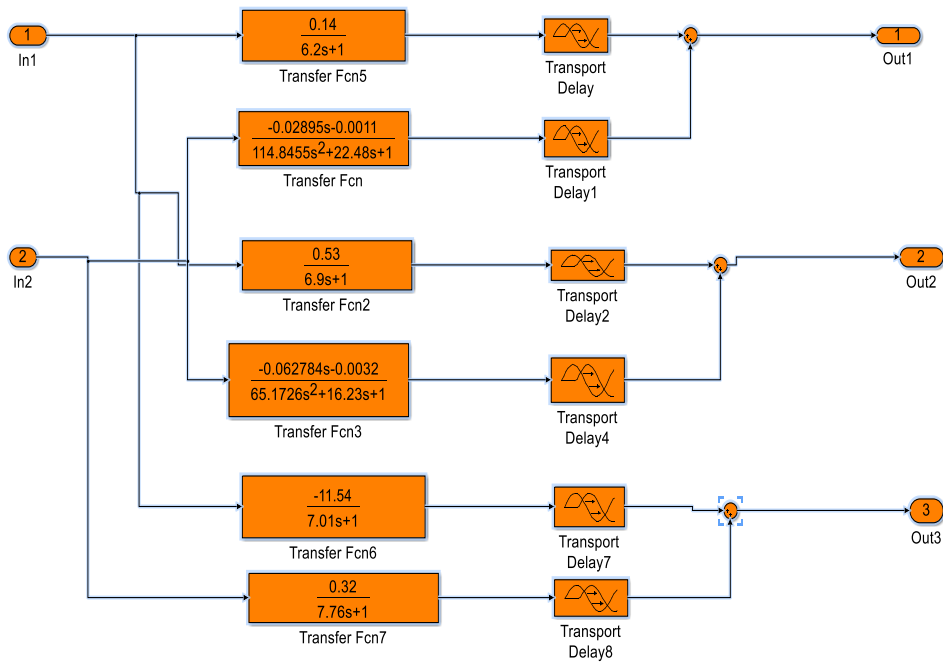 1
In1
0.14
6.2s+1
Transfer Fcn5
Transport
Delay
1
Out1
-0.02895s-0.0011
114.8455s2+22.48s+1
Transfer Fcn
Transport
Delay1
2
In2
0.53
6.9s+1
Transfer Fcn2
Transport
Delay2
2
Out2
-0.062784s-0.0032
65.1726s2+16.23s+1
Transfer Fcn3
Transport
Delay4
-11.54
7.01s+1
Transfer Fcn6
Transport
Delay7
3
Out3
0.32
7.76s+1
Transfer Fcn7
Transport
Delay8